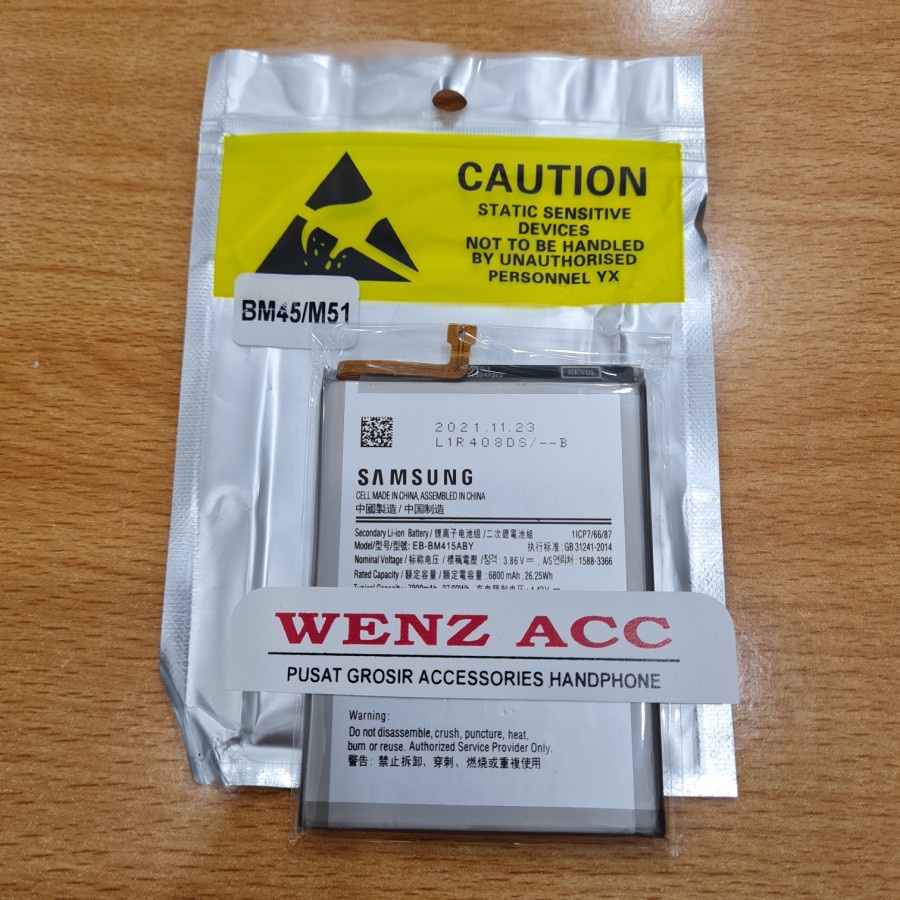 CAUTION
STATIC SENSITIVE
DEVICES
NOT TO BE HANDLED
BY UNAUTHORISED
PERSONNEL YX
BM45/M51
REV01
2021.11.23
L1R408DS/--B
SAMSUNG
CELL MADE IN CHINA, ASSEMBLED IN CHINA
中國製造 / 中国制造
Secondary Li-ion Battery / 锂离子电池组 / 二次鋰電池組 1ICP7/66/87
Model/型号/型號: EB-BM415ABY 执行标准: GB 31241-2014
Nominal Voltage / 标称电压 / 標稱電壓 / 정격 : 3.86 V ⎓, A/S 연락처 : 1588-3366
Rated Capacity / 额定容量 / 額定電容量 : 6800 mAh, 26.25Wh
WENZ ACC
PUSAT GROSIR ACCESSORIES HANDPHONE
Warning:
Do not disassemble, crush, puncture, heat,
burn or reuse. Authorized Service Provider Only.
警告: 禁止拆卸、穿刺、燃烧或重複使用